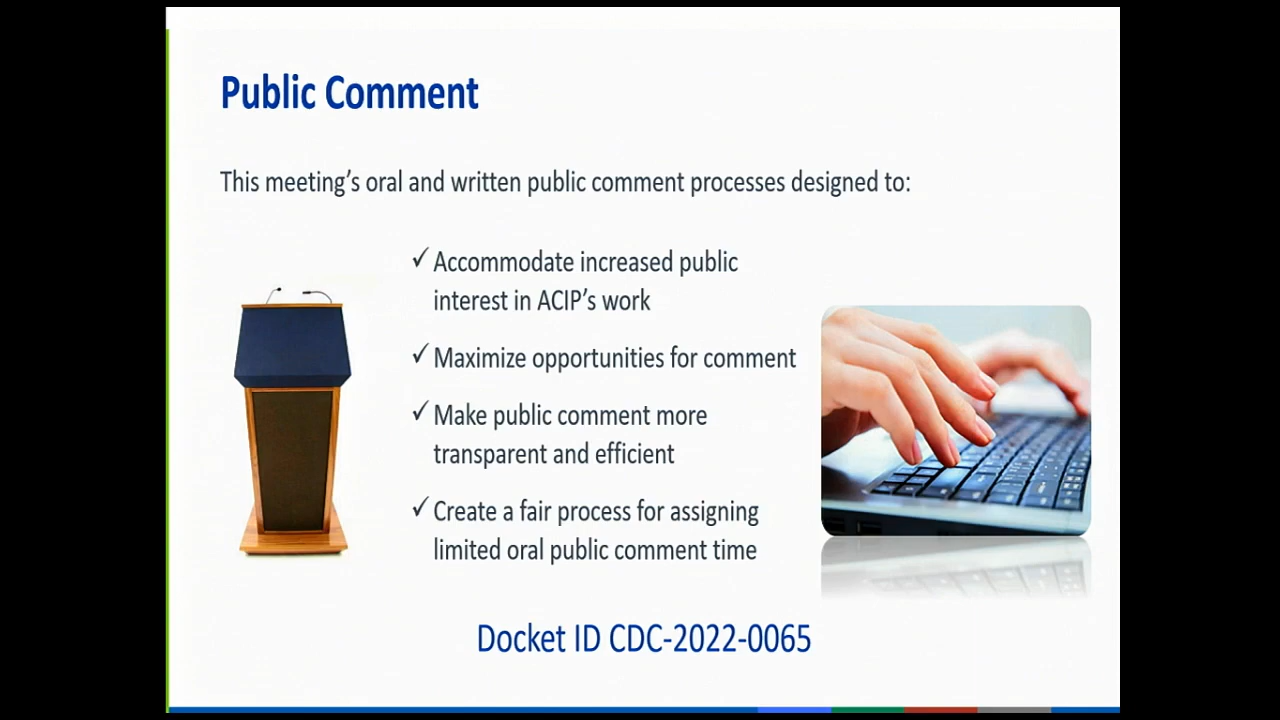 Public Comment
This meeting’s oral and written public comment processes designed to:
✓ Accommodate increased public
interest in ACIP’s work
✓ Maximize opportunities for comment
✓ Make public comment more
transparent and efficient
✓ Create a fair process for assigning
limited oral public comment time
Docket ID CDC-2022-0065